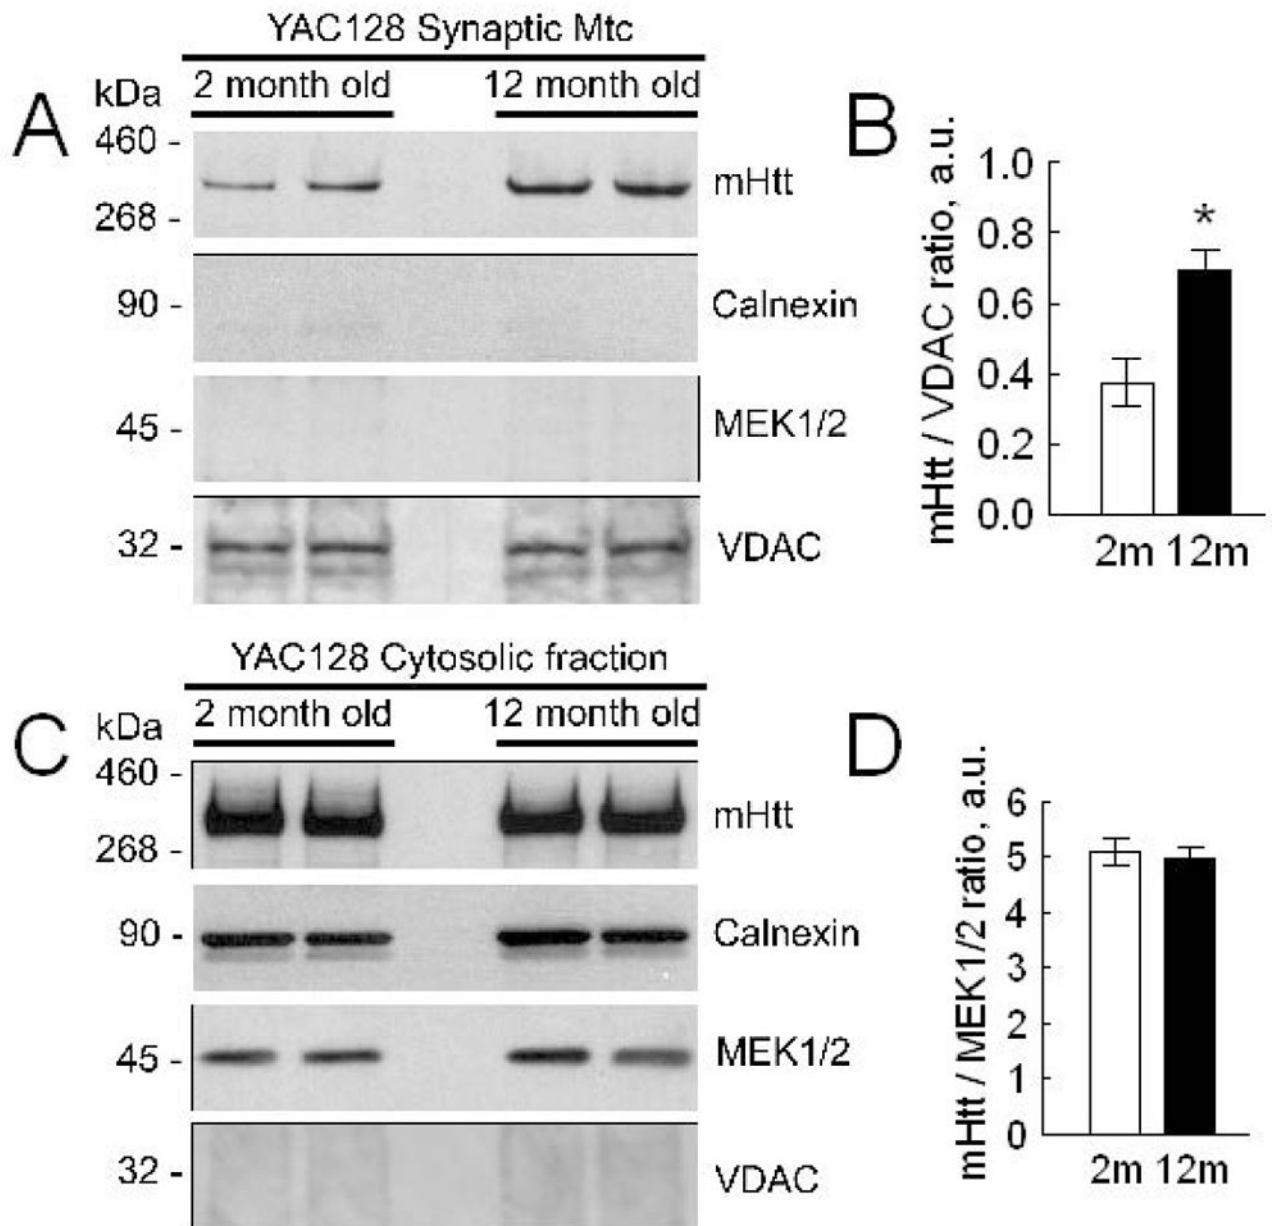 YAC128 Synaptic Mtc
A
kDa
2 month old
12 month old
460 -
268 -
mHtt
90 -
Calnexin
45 -
MEK1/2
32 -
VDAC
B
mHtt / VDAC ratio, a.u.
1.0
0.8
0.6
0.4
0.2
0.0
*
2m 12m
YAC128 Cytosolic fraction
C
kDa
2 month old
12 month old
460 -
268 -
mHtt
90 -
Calnexin
45 -
MEK1/2
32 -
VDAC
D
mHtt / MEK1/2 ratio, a.u.
6
5
4
3
2
1
0
2m 12m